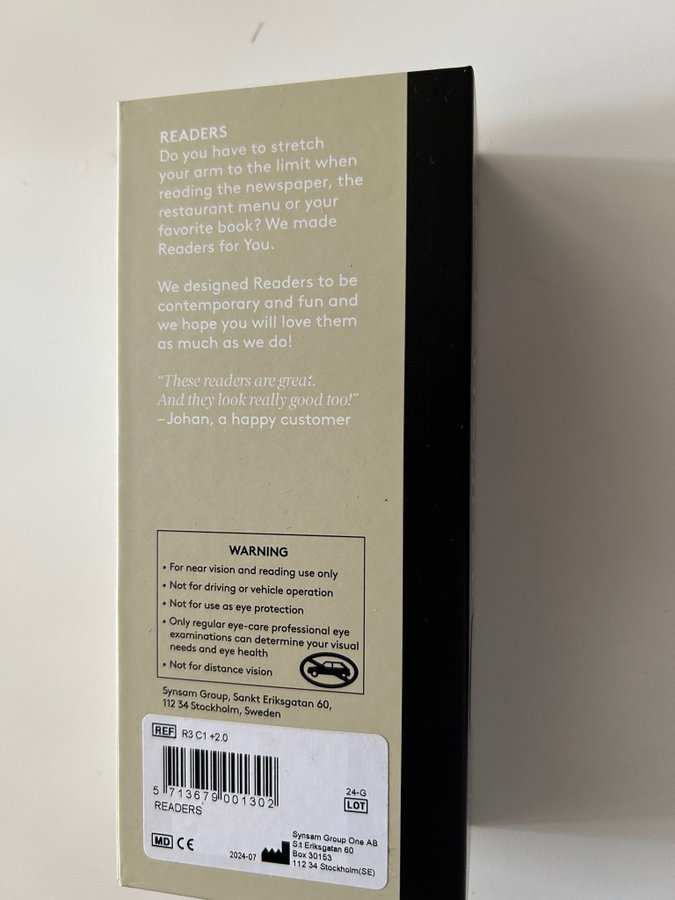 READERS
Do you have to stretch
your arm to the limit when
reading the newspaper, the
restaurant menu or your
favorite book? We made
Readers for You.
We designed Readers to be
contemporary and fun and
we hope you will love them
as much as we do!
“These readers are great.
And they look really good too!”
–Johan, a happy customer
WARNING
• For near vision and reading use only
• Not for driving or vehicle operation
• Not for use as eye protection
• Only regular eye-care professional eye
examinations can determine your visual
needs and eye health
• Not for distance vision
Synsam Group, Sankt Eriksgatan 60,
112 34 Stockholm, Sweden
REF R3 C1 +2.0
5 713679 001302
READERS
24-G
LOT
MD CE
2024-07
Synsam Group One AB
S:t Eriksgatan 60
Box 30153
112 34 Stockholm(SE)